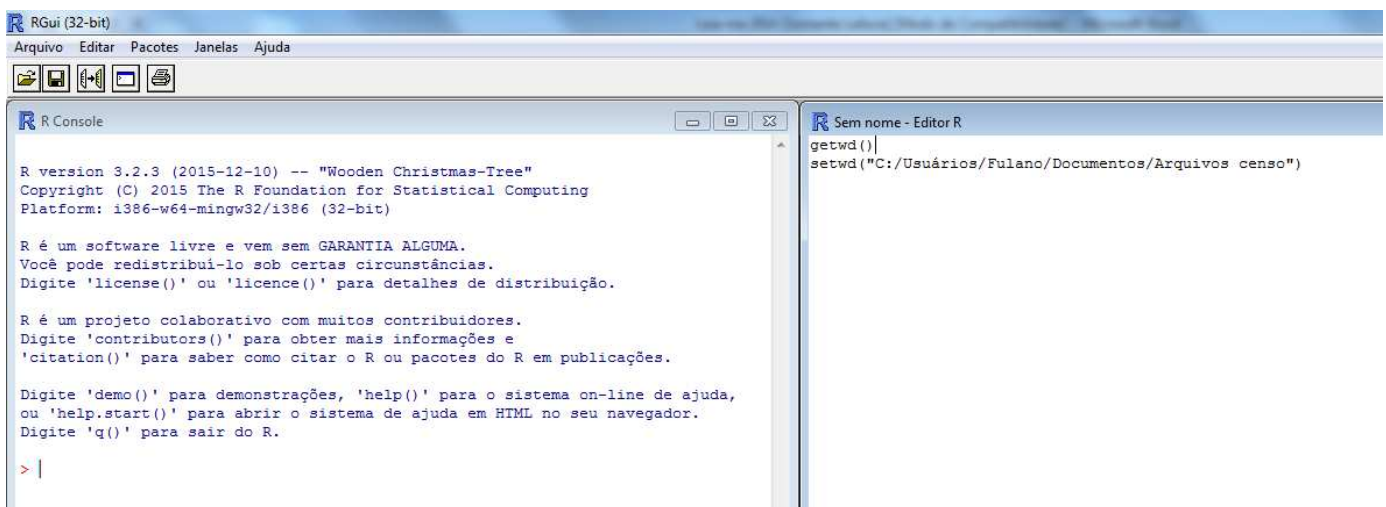 RGui (32-bit)
Arquivo Editar Pacotes Janelas Ajuda
R Console
R version 3.2.3 (2015-12-10) -- "Wooden Christmas-Tree"
Copyright (C) 2015 The R Foundation for Statistical Computing
Platform: i386-w64-mingw32/i386 (32-bit)
R é um software livre e vem sem GARANTIA ALGUMA.
Você pode redistribuí-lo sob certas circunstâncias.
Digite 'license()' ou 'licence()' para detalhes de distribuição.
R é um projeto colaborativo com muitos contribuidores.
Digite 'contributors()' para obter mais informações e
'citation()' para saber como citar o R ou pacotes do R em publicações.
Digite 'demo()' para demonstrações, 'help()' para o sistema on-line de ajuda,
ou 'help.start()' para abrir o sistema de ajuda em HTML no seu navegador.
Digite 'q()' para sair do R.
>
Sem nome - Editor R
getwd()
setwd("C:/Usuários/Fulano/Documentos/Arquivos censo")